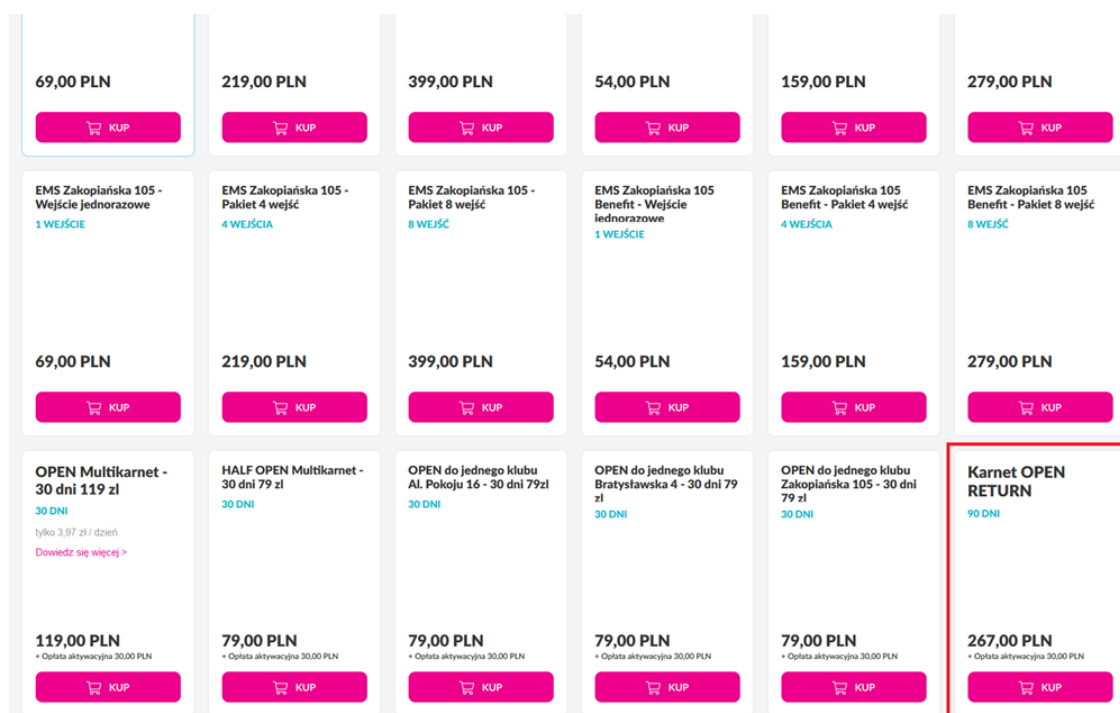 69,00 PLN
219,00 PLN
399,00 PLN
54,00 PLN
159,00 PLN
279,00 PLN
KUP
KUP
KUP
KUP
KUP
KUP
EMS Zakopiańska 105 -
Wejście jednorazowe
1 WEJŚCIE
69,00 PLN
KUP
EMS Zakopiańska 105 -
Pakiet 4 wejść
4 WEJŚCIA
219,00 PLN
KUP
EMS Zakopiańska 105 -
Pakiet 8 wejść
8 WEJŚĆ
399,00 PLN
KUP
EMS Zakopiańska 105
Benefit - Wejście
jednorazowe
1 WEJŚCIE
54,00 PLN
KUP
EMS Zakopiańska 105
Benefit - Pakiet 4 wejść
4 WEJŚCIA
159,00 PLN
KUP
EMS Zakopiańska 105
Benefit - Pakiet 8 wejść
8 WEJŚĆ
279,00 PLN
KUP
OPEN Multikarnet -
30 dni 119 zl
30 DNI
tylko 3,97 zł / dzień
Dowiedz się więcej >
119,00 PLN
+ Opłata aktywacyjna 30,00 PLN
KUP
HALF OPEN Multikarnet -
30 dni 79 zl
30 DNI
79,00 PLN
+ Opłata aktywacyjna 30,00 PLN
KUP
OPEN do jednego klubu
Al. Pokoju 16 - 30 dni 79zl
30 DNI
79,00 PLN
+ Opłata aktywacyjna 30,00 PLN
KUP
OPEN do jednego klubu
Bratysławska 4 - 30 dni 79
zl
30 DNI
79,00 PLN
+ Opłata aktywacyjna 30,00 PLN
KUP
OPEN do jednego klubu
Zakopiańska 105 - 30 dni
79 zl
30 DNI
79,00 PLN
+ Opłata aktywacyjna 30,00 PLN
KUP
Karnet OPEN
RETURN
90 DNI
267,00 PLN
+ Opłata aktywacyjna 30,00 PLN
KUP